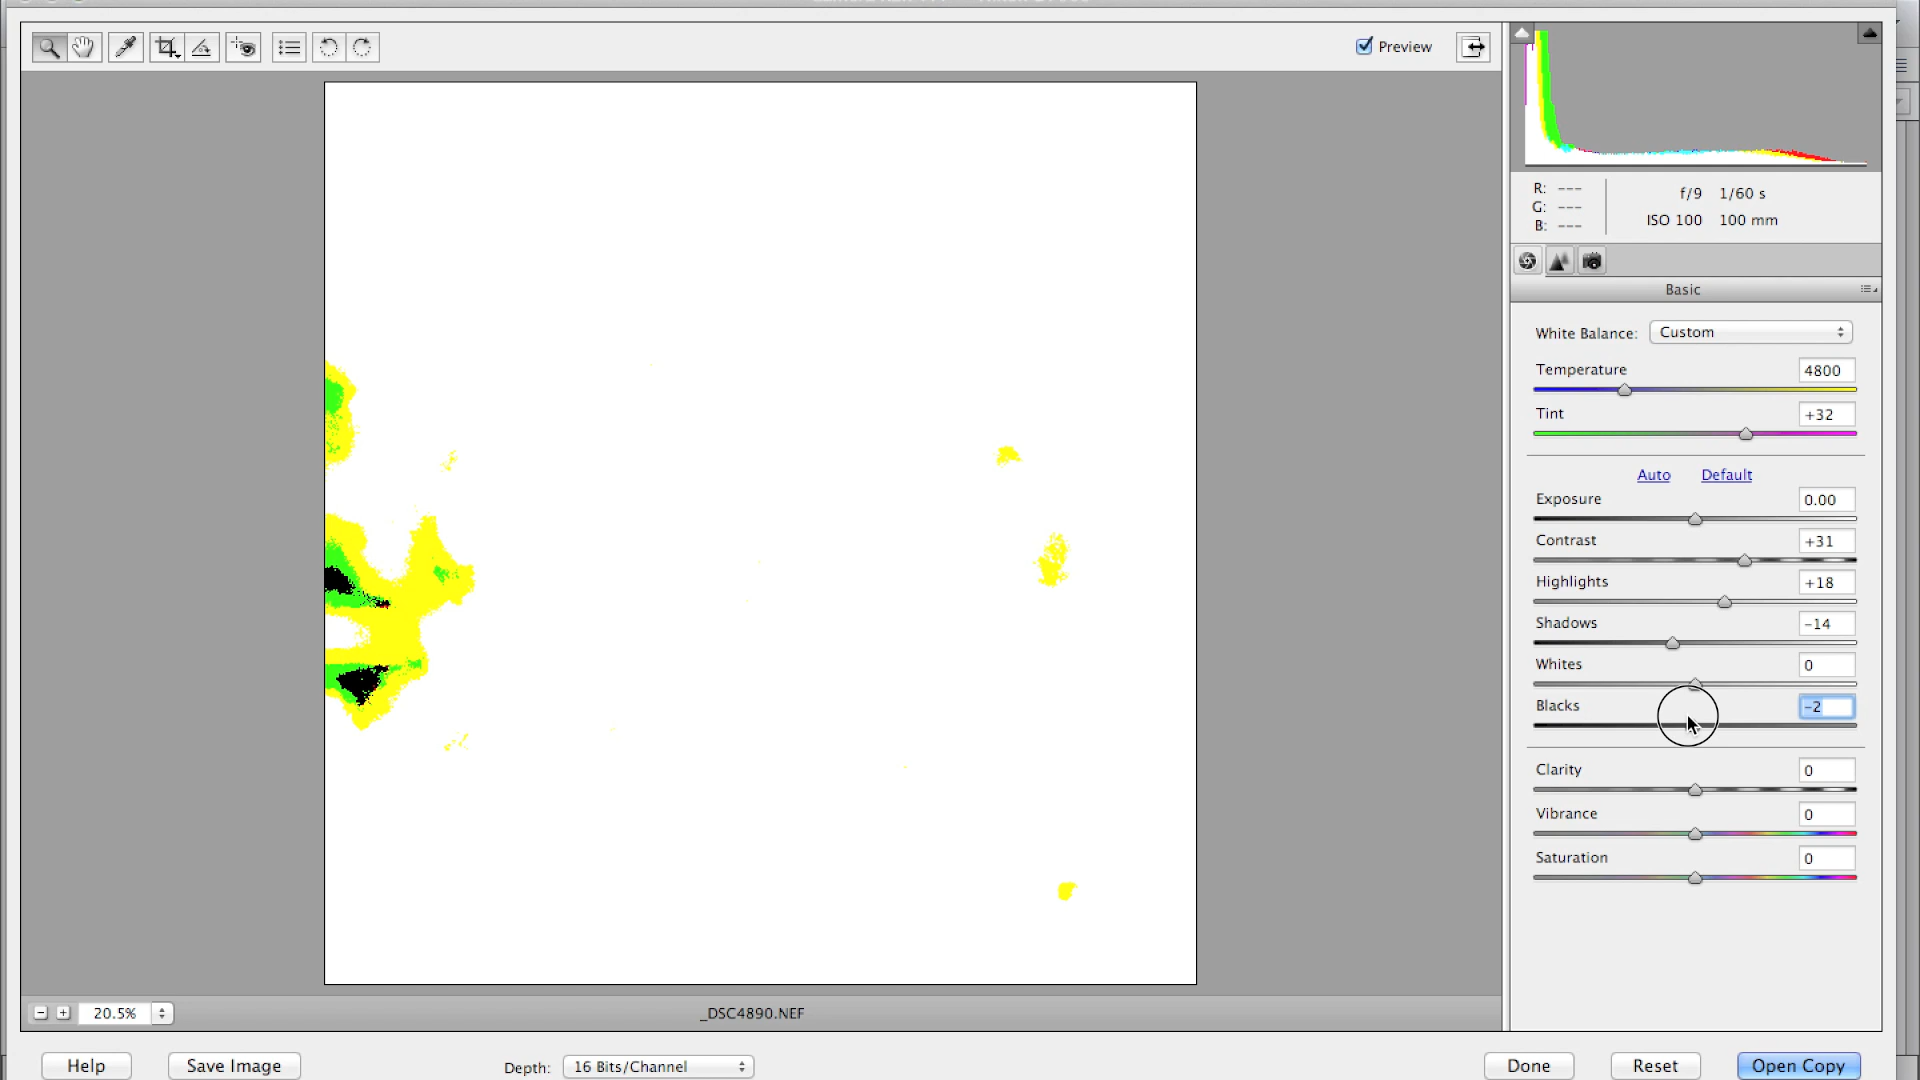 Preview
R: ---
G: ---
B: ---
f/9 1/60 s
ISO 100 100 mm
Basic
White Balance: Custom
Temperature 4800
Tint +32
Auto Default
Exposure 0.00
Contrast +31
Highlights +18
Shadows -14
Whites 0
Blacks -2
Clarity 0
Vibrance 0
Saturation 0
20.5%
_DSC4890.NEF
Help
Save Image
Depth: 16 Bits/Channel
Done
Reset
Open Copy